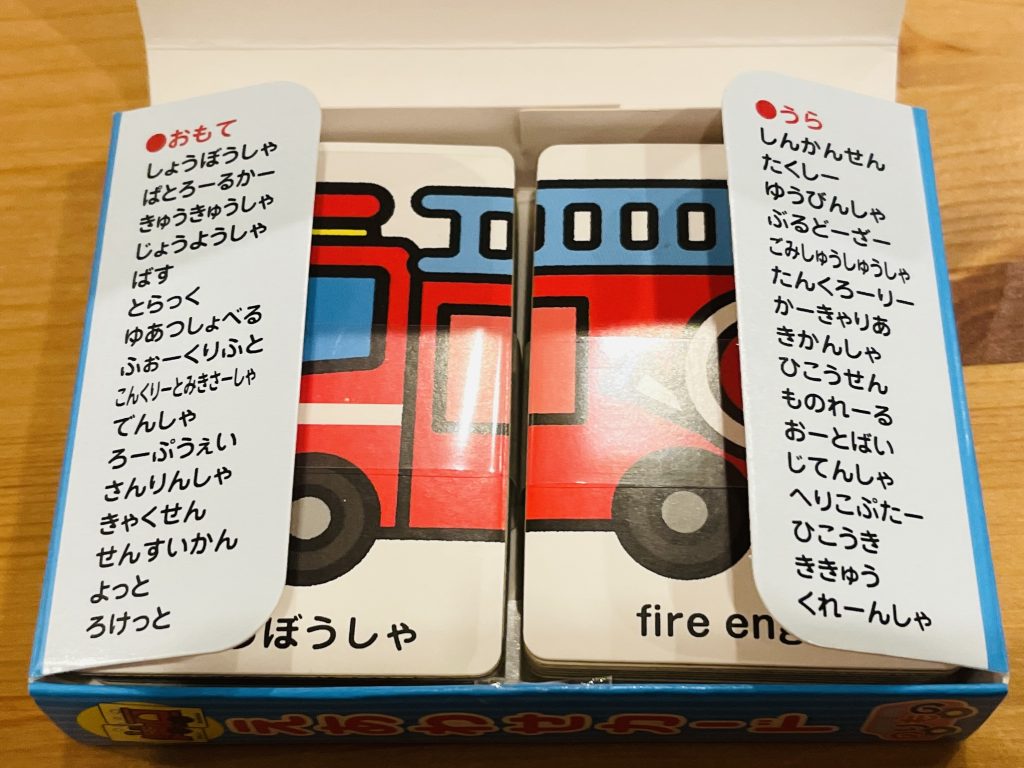 ●おもて
しょうぼうしゃ
ぱとろーるかー
きゅうきゅうしゃ
じょうようしゃ
ばす
とらっく
ゆあつしょべる
ふぉーくりふと
こんくりーとみきさーしゃ
でんしゃ
ろーぷうぇい
さんりんしゃ
きゃくせん
せんすいかん
よっと
ろけっと
●うら
しんかんせん
たくしー
ゆうびんしゃ
ぶるどーざー
ごみしゅうしゅうしゃ
たんくろーりー
かーきゃりあ
きかんしゃ
ひこうせん
ものれーる
おーとばい
じてんしゃ
へりこぷたー
ひこうき
ききゅう
くれーんしゃ
ぼうしゃ
fire eng
えあわせカード